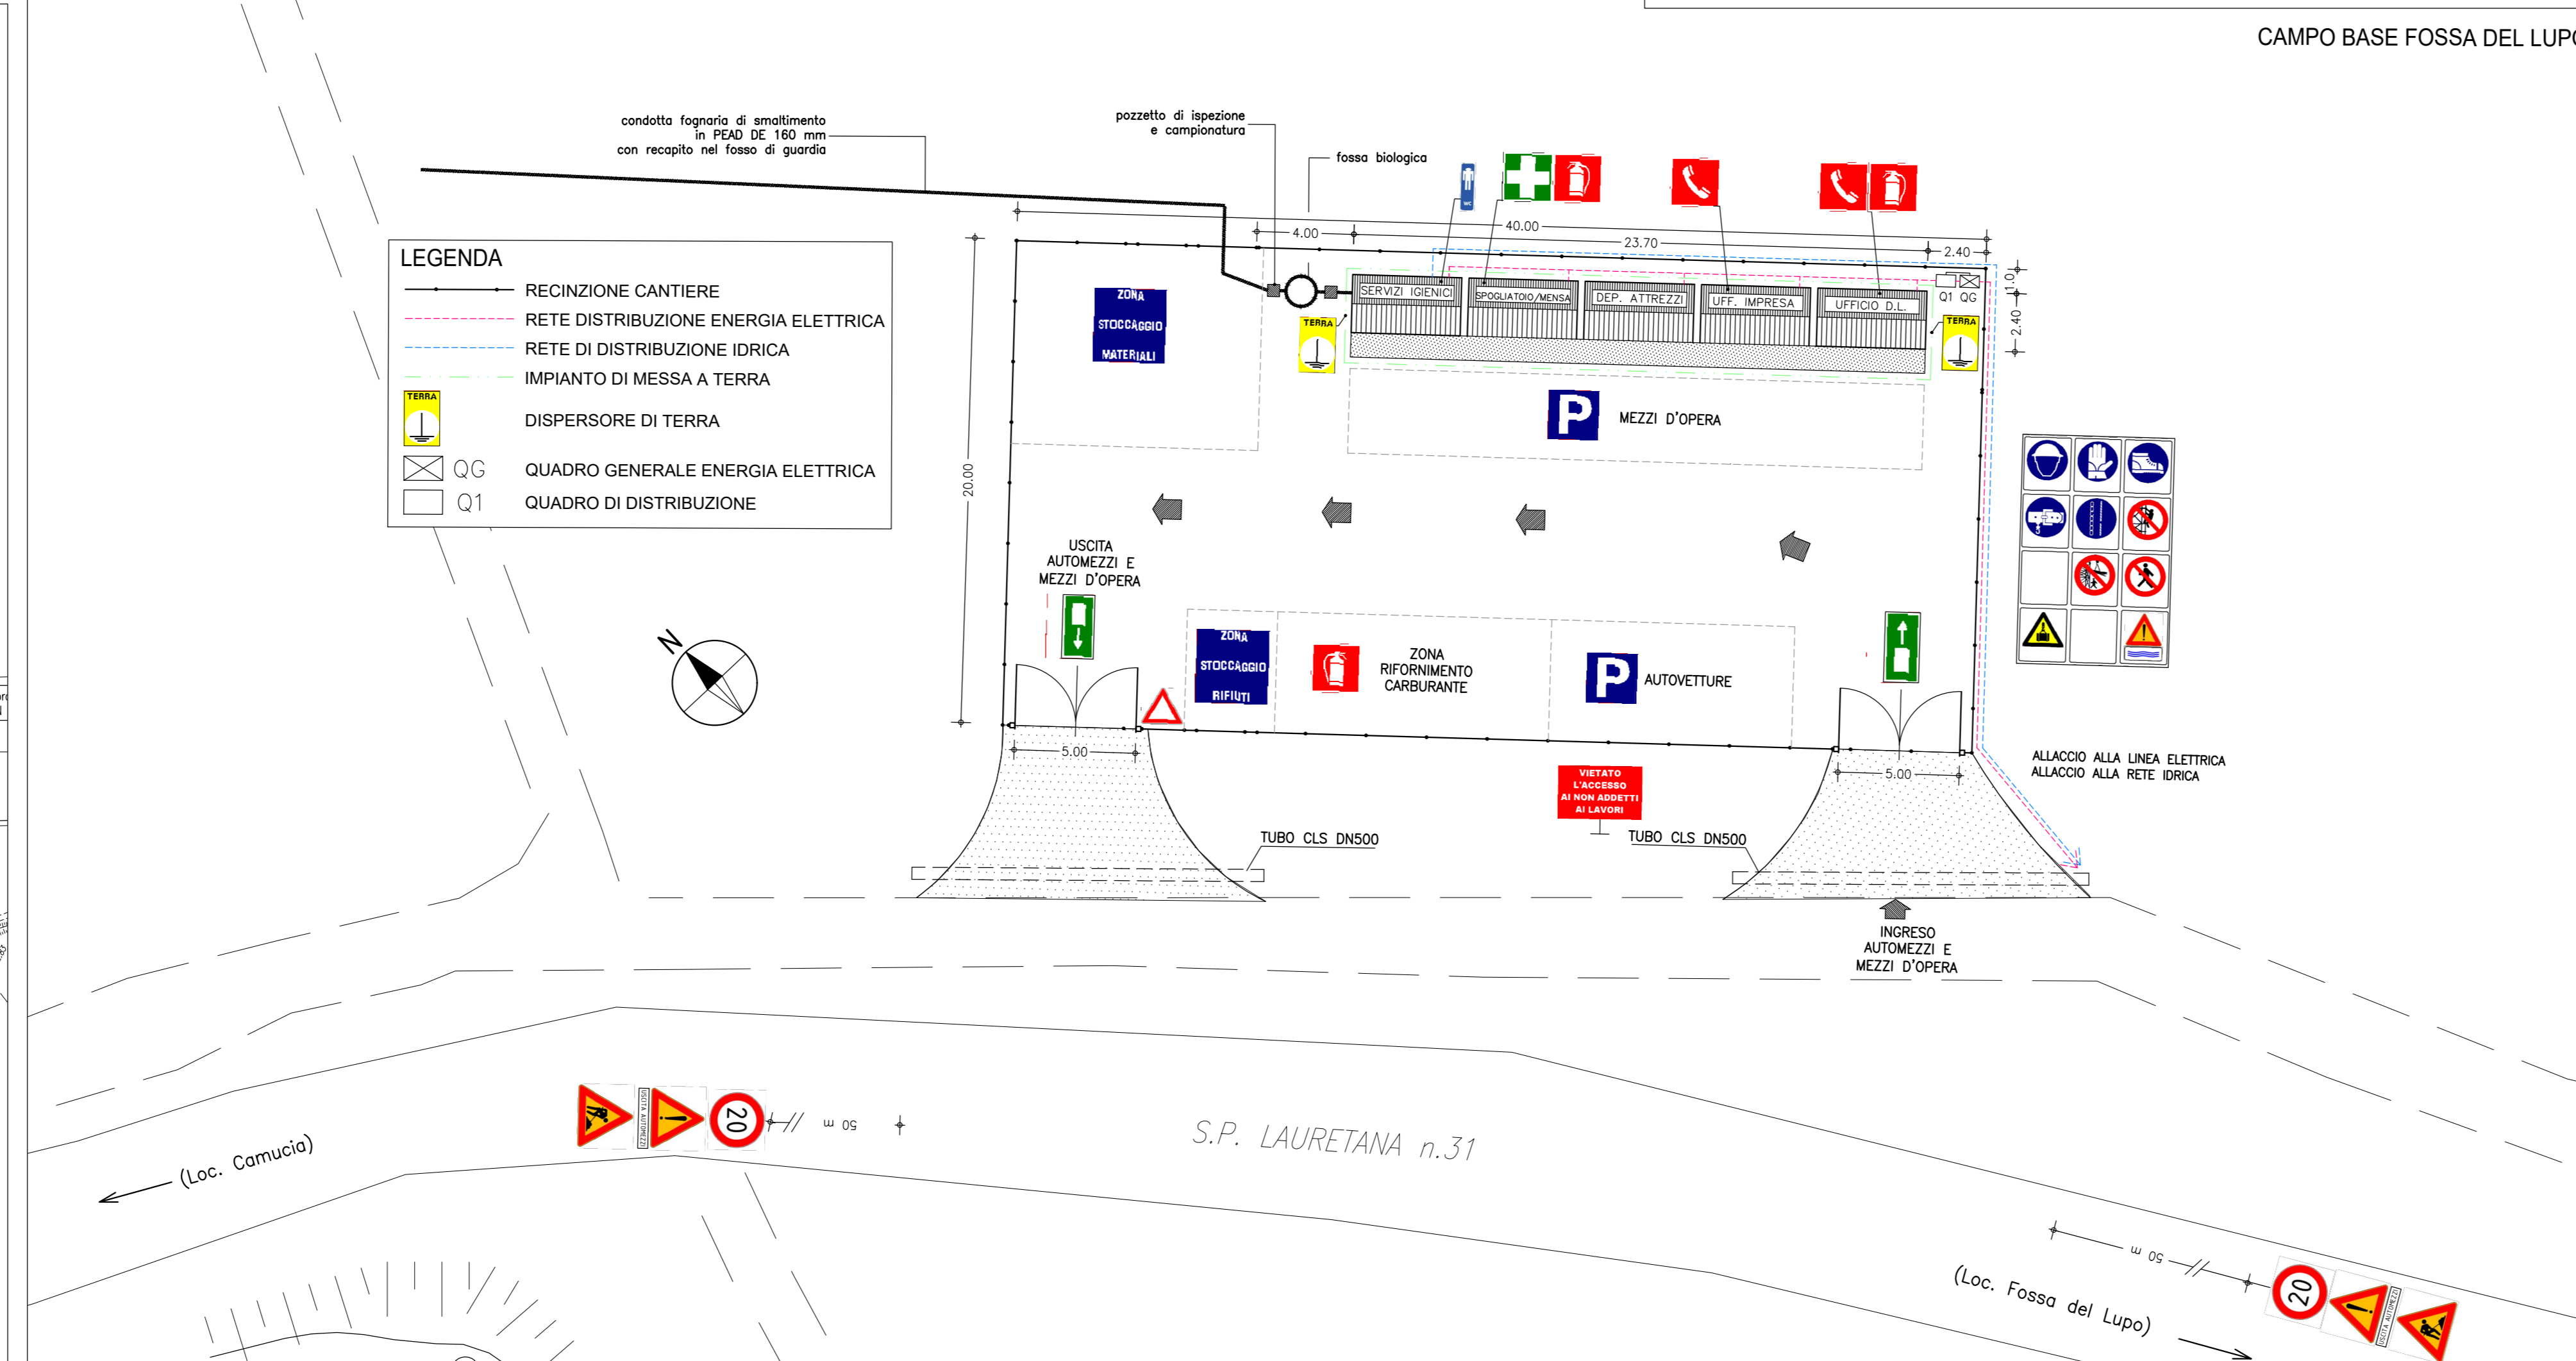 CAMPO BASE FOSSA DEL LUPO
condotta fognaria di smaltimento
in PEAD DE 160 mm
con recapito nel fosso di guardia
pozzetto di ispezione
e campionatura
fossa biologica
WC
40.00
4.00
23.70
2.40
1.0
2.40
20.00
LEGENDA
RECINZIONE CANTIERE
RETE DISTRIBUZIONE ENERGIA ELETTRICA
RETE DI DISTRIBUZIONE IDRICA
IMPIANTO DI MESSA A TERRA
TERRA
DISPERSORE DI TERRA
QG QUADRO GENERALE ENERGIA ELETTRICA
Q1 QUADRO DI DISTRIBUZIONE
ZONA
STOCCAGGIO
MATERIALI
TERRA
SERVIZI IGIENICI
SPOGLIATOIO/MENSA
DEP. ATTREZZI
UFF. IMPRESA
UFFICIO D.L.
Q1 QG
TERRA
P
MEZZI D'OPERA
USCITA
AUTOMEZZI E
MEZZI D'OPERA
N
ZONA
STOCCAGGIO
RIFIUTI
ZONA
RIFORNIMENTO
CARBURANTE
P
AUTOVETTURE
5.00
5.00
VIETATO
L'ACCESSO
AI NON ADDETTI
AI LAVORI
ALLACCIO ALLA LINEA ELETTRICA
ALLACCIO ALLA RETE IDRICA
TUBO CLS DN500
TUBO CLS DN500
INGRESO
AUTOMEZZI E
MEZZI D'OPERA
USCITA AUTOMEZZI
20
50 m
S.P. LAURETANA n.31
(Loc. Camucia)
(Loc. Fossa del Lupo)
50 m
20
USCITA AUTOMEZZI